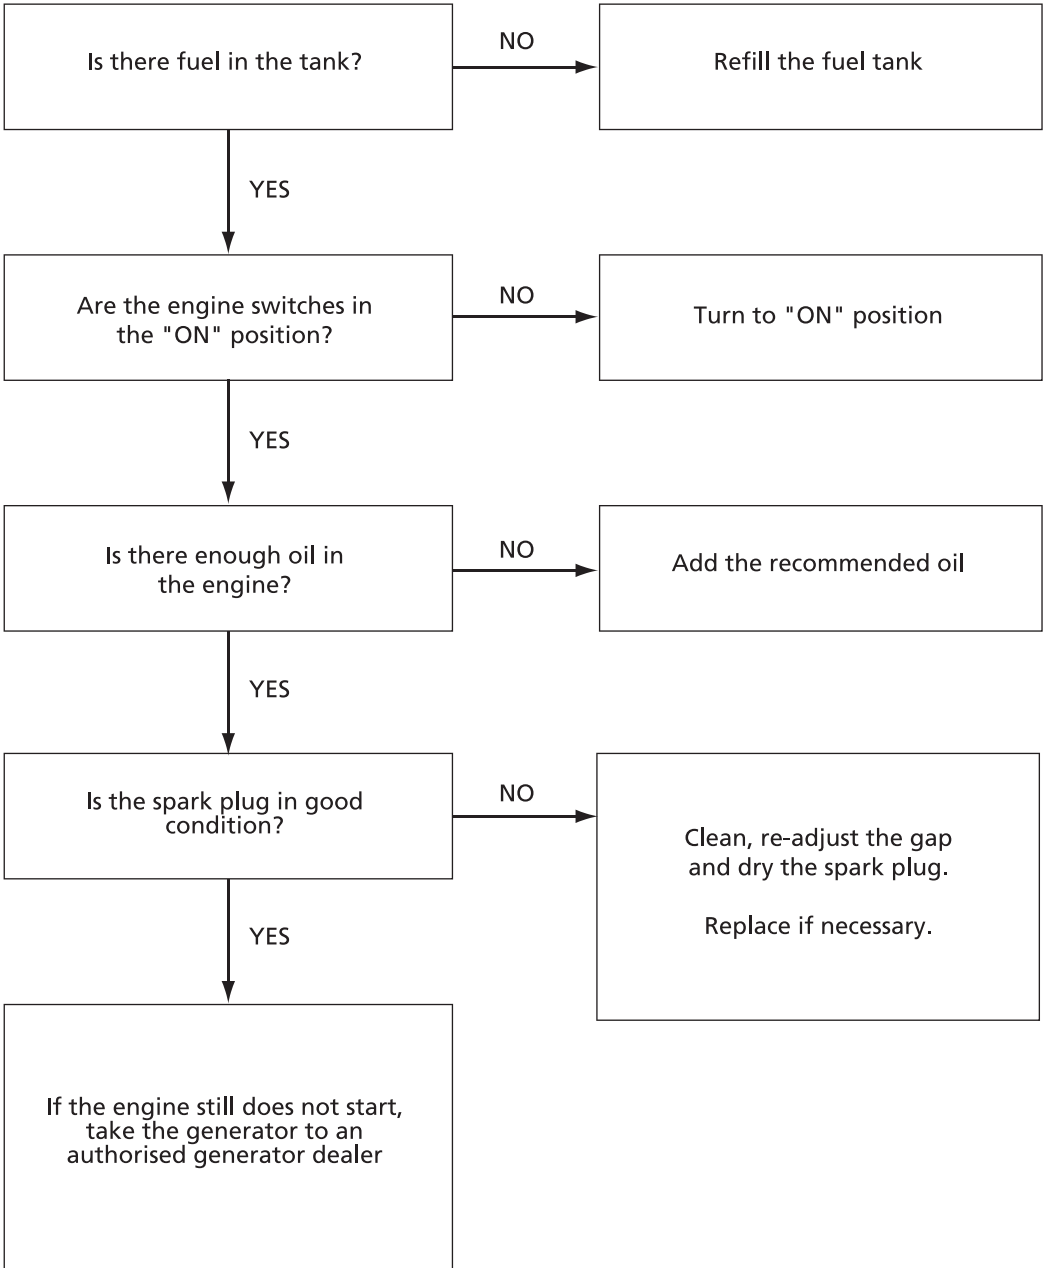 Is there fuel in the tank?
NO
Refill the fuel tank
YES
Are the engine switches in
the "ON" position?
NO
Turn to "ON" position
YES
Is there enough oil in
the engine?
NO
Add the recommended oil
YES
Is the spark plug in good
condition?
NO
Clean, re-adjust the gap
and dry the spark plug.
Replace if necessary.
YES
If the engine still does not start,
take the generator to an
authorised generator dealer